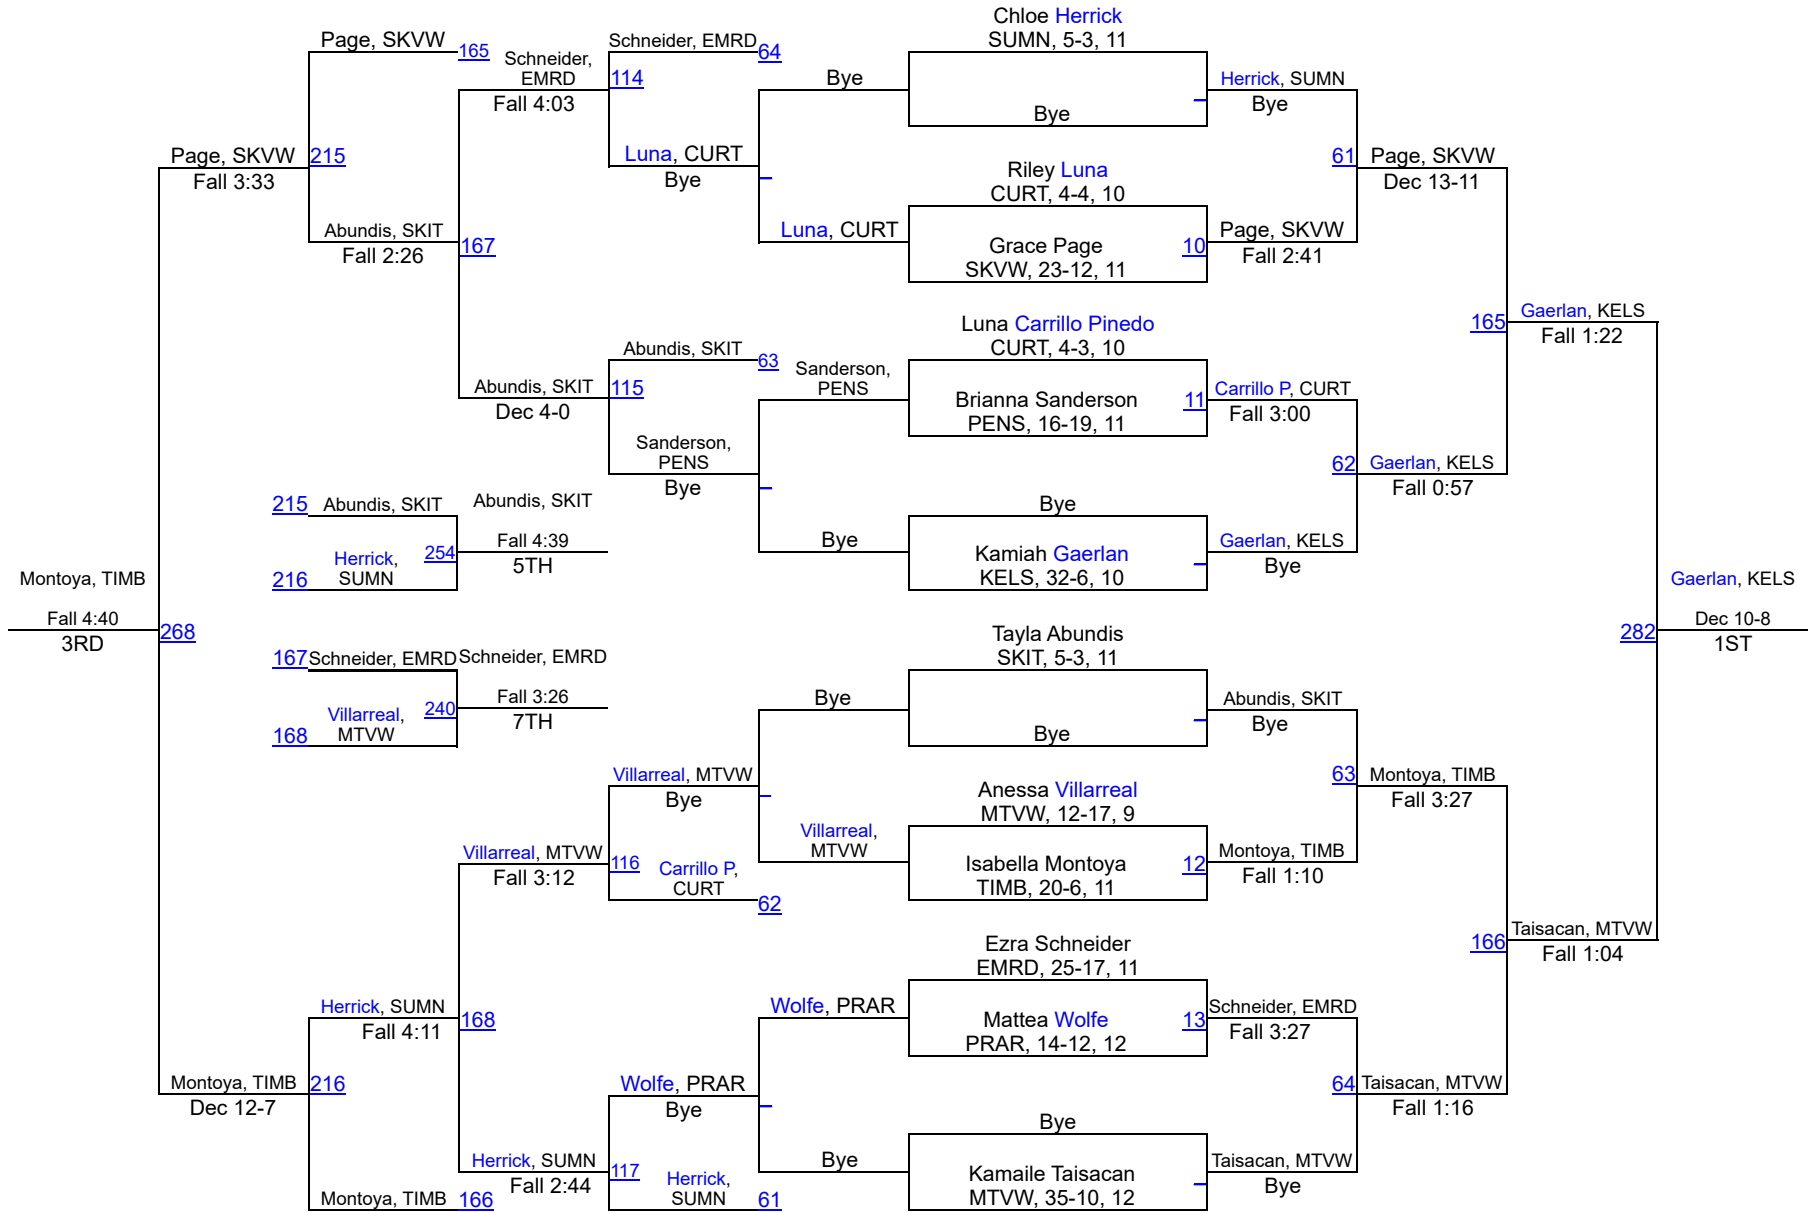 Chloe Herrick
SUMN, 5-3, 11
Bye
Riley Luna
CURT, 4-4, 10
Grace Page
SKVW, 23-12, 11
10
Luna Carrillo Pinedo
CURT, 4-3, 10
Brianna Sanderson
PENS, 16-19, 11
11
Bye
Kamiah Gaerlan
KELS, 32-6, 10
Tayla Abundis
SKIT, 5-3, 11
Bye
Anessa Villarreal
MTVW, 12-17, 9
Isabella Montoya
TIMB, 20-6, 11
12
Ezra Schneider
EMRD, 25-17, 11
Mattea Wolfe
PRAR, 14-12, 12
13
Bye
Kamaile Taisacan
MTVW, 35-10, 12
Herrick, SUMN
Bye
61
Page, SKVW
Fall 2:41
Carrillo P, CURT
Fall 3:00
62
Gaerlan, KELS
Bye
Abundis, SKIT
Bye
63
Montoya, TIMB
Fall 1:10
Schneider, EMRD
Fall 3:27
64
Taisacan, MTVW
Bye
Page, SKVW
Dec 13-11
165
Gaerlan, KELS
Fall 0:57
Montoya, TIMB
Fall 3:27
166
Taisacan, MTVW
Fall 1:16
Gaerlan, KELS
Fall 1:22
282
Taisacan, MTVW
Fall 1:04
Gaerlan, KELS
Dec 10-8
1ST
Bye
Luna, CURT
Sanderson,
PENS
Bye
Bye
Villarreal,
MTVW
Wolfe, PRAR
Bye
Schneider, EMRD
64
114
Luna, CURT
Bye
Abundis, SKIT
63
115
Sanderson,
PENS
Bye
Villarreal, MTVW
Bye
116
Carrillo P,
CURT
62
Wolfe, PRAR
Bye
117
Herrick,
SUMN
61
Schneider,
EMRD
Fall 4:03
167
Abundis, SKIT
Dec 4-0
Villarreal, MTVW
Fall 3:12
168
Herrick, SUMN
Fall 2:44
Page, SKVW
165
215
Abundis, SKIT
Fall 2:26
Herrick, SUMN
Fall 4:11
216
Montoya, TIMB
166
Page, SKVW
Fall 3:33
268
Montoya, TIMB
Dec 12-7
Montoya, TIMB
Fall 4:40
3RD
215
Abundis, SKIT
Herrick,
SUMN
216
254
Abundis, SKIT
Fall 4:39
5TH
167
Schneider, EMRD
Villarreal,
MTVW
168
240
Schneider, EMRD
Fall 3:26
7TH